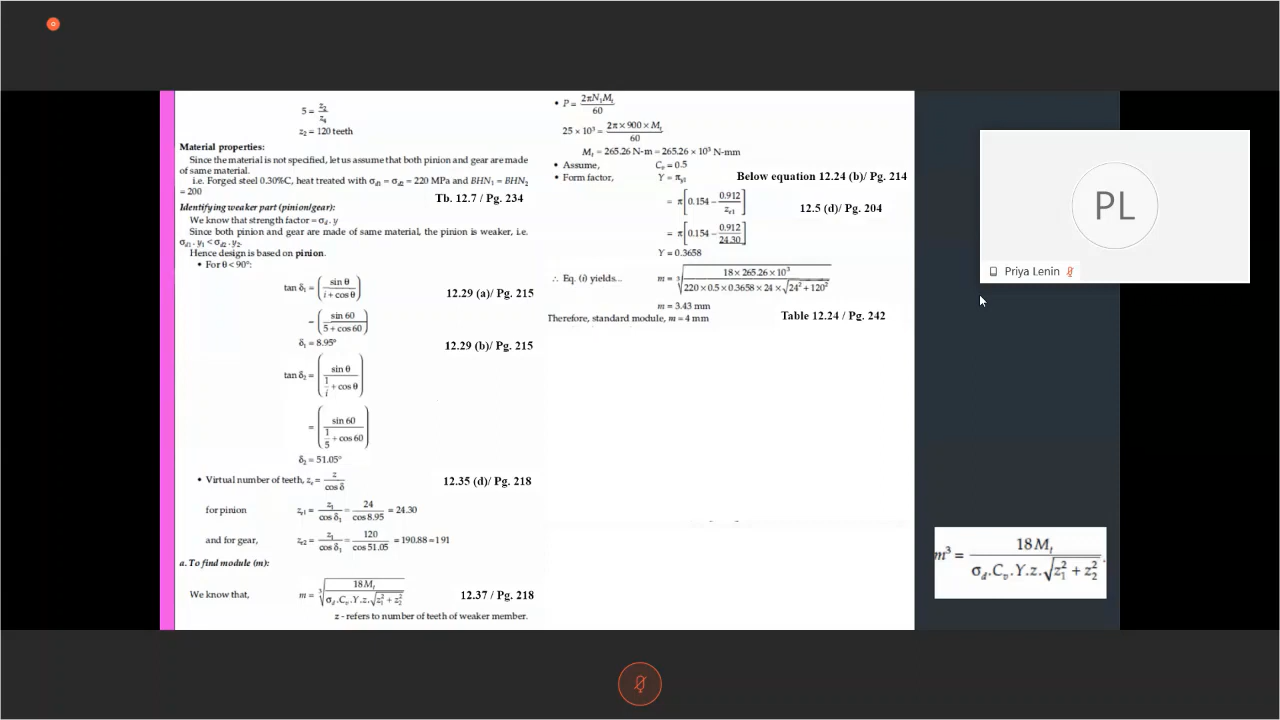 5 = z₂/z₄
z₂ = 120 teeth
Material properties:
Since the material is not specified, let us assume that both pinion and gear are made
of same material.
i.e. Forged steel 0.30%C, heat treated with σd1 = σd2 = 220 MPa and BHN₁ = BHN₂
= 200
Tb. 12.7 / Pg. 234
Identifying weaker part (pinion/gear):
We know that strength factor = σd . y
Since both pinion and gear are made of same material, the pinion is weaker, i.e.
σd1 . y₁ < σd2 . y₂.
Hence design is based on pinion.
• For θ < 90°:
tan δ₁ = (sin θ / i + cos θ)
12.29 (a)/ Pg. 215
= (sin 60 / 5 + cos 60)
δ₁ = 8.95°
12.29 (b)/ Pg. 215
tan δ₂ = (sin θ / 1/i + cos θ)
= (sin 60 / 1/5 + cos 60)
δ₂ = 51.05°
• Virtual number of teeth, zₑ = z / cos δ
12.35 (d)/ Pg. 218
for pinion zₑ₁ = z₁ / cos δ₁ = 24 / cos 8.95 = 24.30
and for gear, zₑ₂ = z₁ / cos δ₁ = 120 / cos 51.05 = 190.88 ≈ 191
a. To find module (m):
We know that, m = ∛(18 Mt / σd . Cv . Y . z . √(z₁² + z₂²))
12.37 / Pg. 218
z - refers to number of teeth of weaker member.
• P = 2πN₁Mt / 60
25 × 10³ = 2π × 900 × Mt / 60
Mt = 265.26 N-m = 265.26 × 10³ N-mm
• Assume, Cv = 0.5
• Form factor, Y = πy1
Below equation 12.24 (b)/ Pg. 214
= π[0.154 − 0.912 / zₑ₁]
12.5 (d)/ Pg. 204
= π[0.154 − 0.912 / 24.30]
Y = 0.3658
∴ Eq. (i) yields... m = ∛(18 × 265.26 × 10³ / 220 × 0.5 × 0.3658 × 24 × √(24² + 120²))
m = 3.43 mm
Therefore, standard module, m = 4 mm
Table 12.24 / Pg. 242
PL
Priya Lenin
m³ = 18 Mt / σd . Cv . Y . z . √(z₁² + z₂²) .